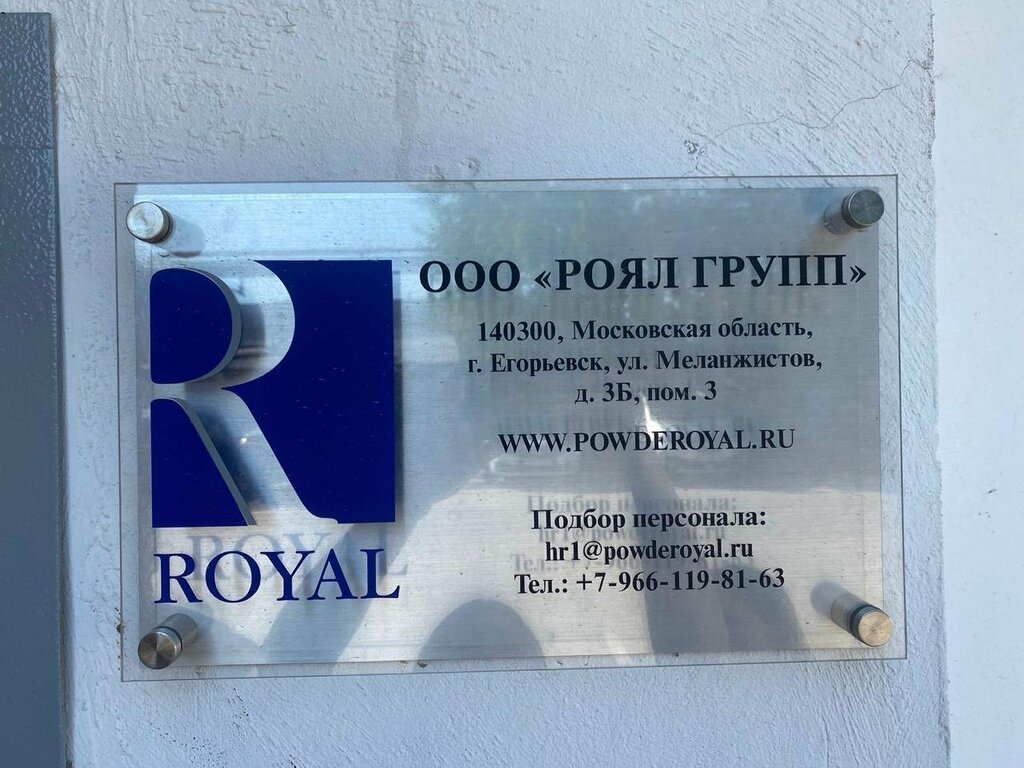 R
ROYAL
ООО «РОЯЛ ГРУПП»
140300, Московская область,
г. Егорьевск, ул. Меланжистов,
д. 3Б, пом. 3
WWW.POWDEROYAL.RU
Подбор персонала:
hr1@powderoyal.ru
Тел.: +7-966-119-81-63